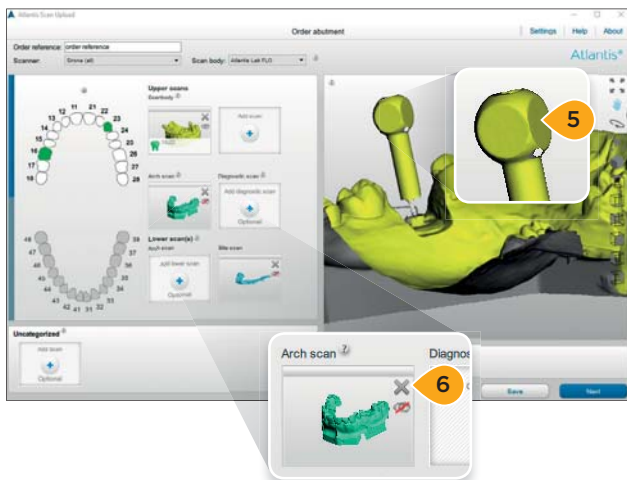 Atlantis Scan Upload
Order abutment
Settings
Help
About
Order reference:
order reference
Scanner:
Scan body:
Atlantis Lab FLO
Atlantis®
Upper scans
Scanbody
Add scan
Arch scan
Diagnostic scan
Add diagnostic scan
Optional
Lower scan(s)
Arch scan
Bite scan
Add lower scan
Optional
11 21
12 22
13 23
14 24
15 25
16 26
17 27
18 28
48 38
47 37
46 36
45 35
44 34
43 33
42 41 31 32
Uncategorized
Add scan
Optional
5
Arch scan ?
Diagnos
6
Save
Next